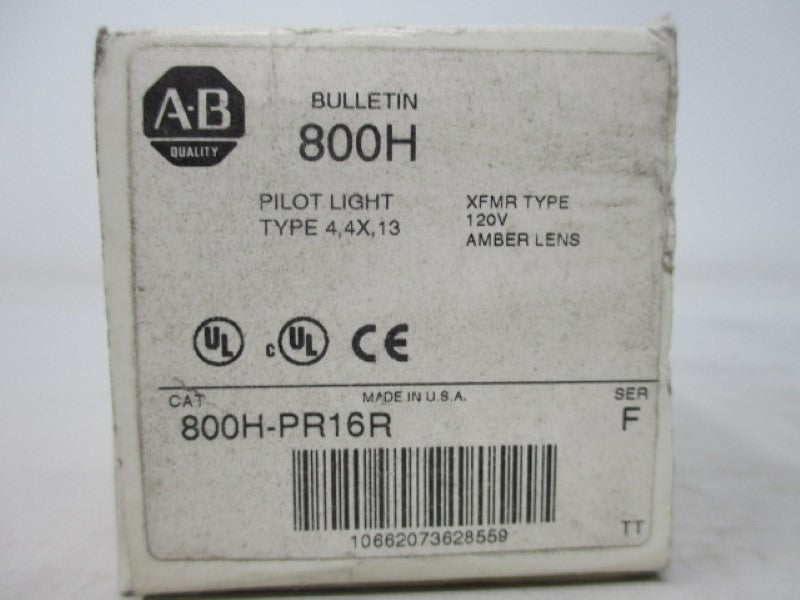 A-B
QUALITY
BULLETIN
800H
PILOT LIGHT
TYPE 4,4X,13
XFMR TYPE
120V
AMBER LENS
UL
c UL
CE
CAT
MADE IN U.S.A.
SER
800H-PR16R
F
10662073628559
TT